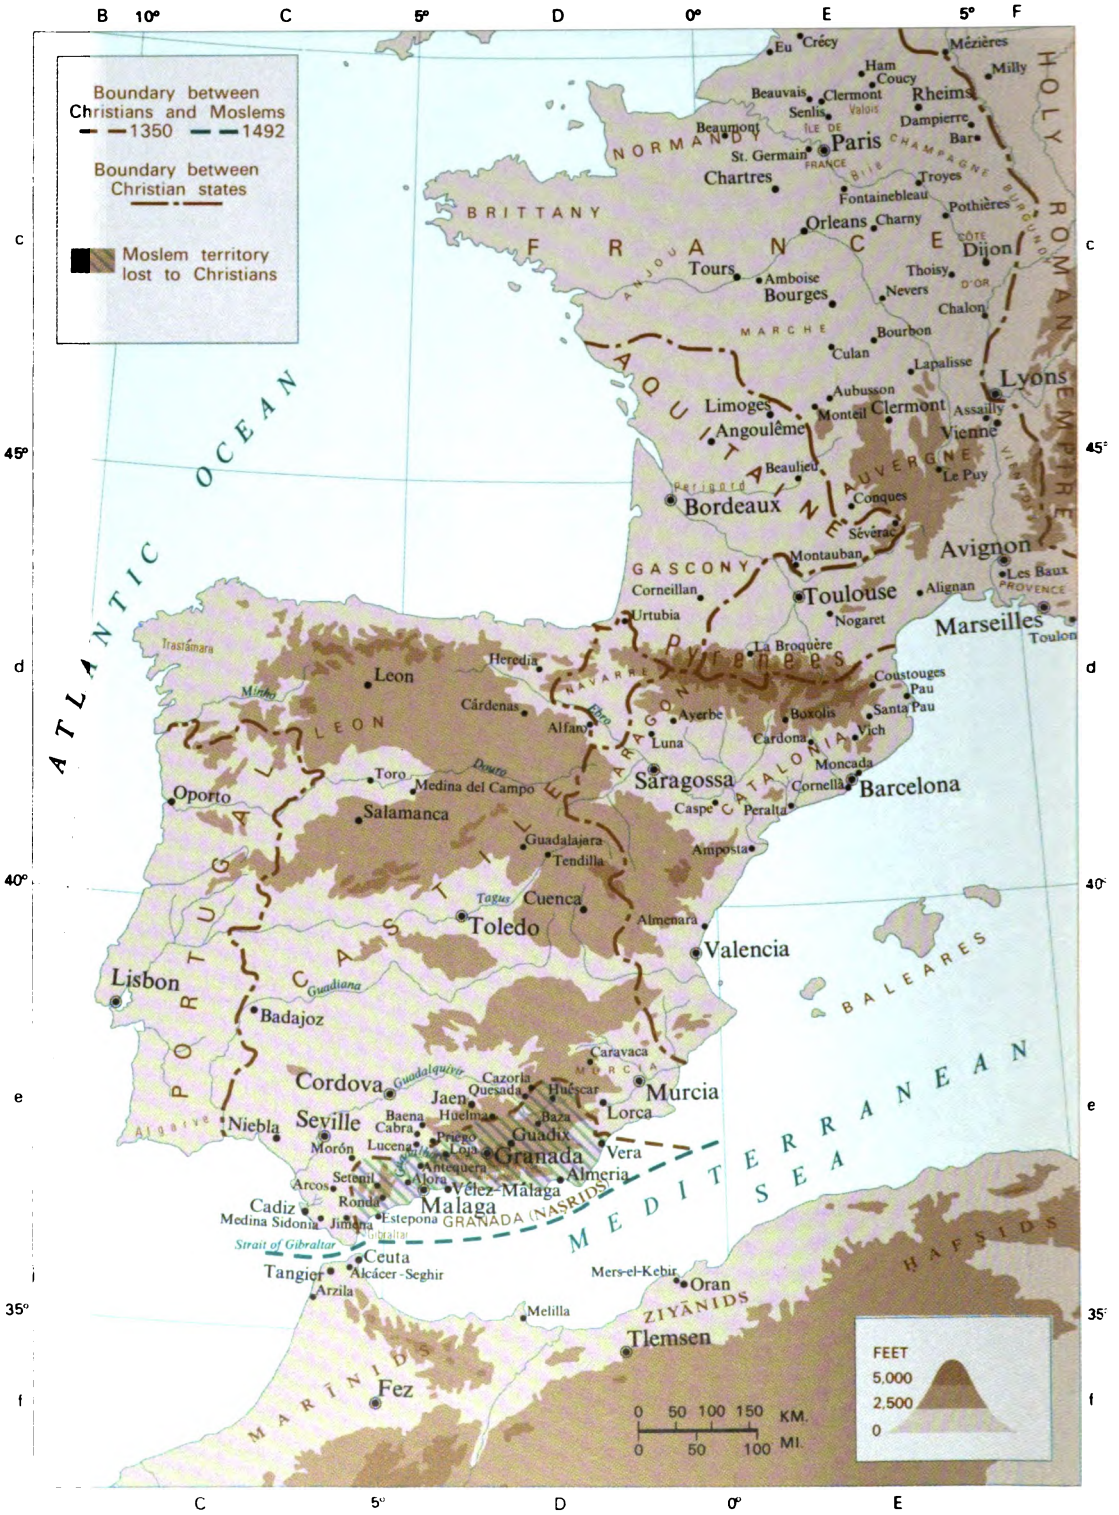 B 10° C 5° D 0° E 5° F
Boundary between
Christians and Moslems
1350 1492
Boundary between
Christian states
Moslem territory
lost to Christians
Eu
Crécy
Mézières
Ham
Milly
Coucy
Beauvais
Clermont
Rheims
Valois
Senlis
Dampierre
Beaumont
ÎLE DE
FRANCE
Paris
Bar
NORMANDY
St. Germain
CHAMPAGNE
HOLY ROMAN EMPIRE
Chartres
Brie
Troyes
BURGUNDY
Fontainebleau
BRITTANY
Pothières
Orleans
Charny
FRANCE
CÔTE
D'OR
Dijon
c
c
ANJOU
Tours
Amboise
Thoisy
Bourges
Nevers
Chalon
MARCHE
Bourbon
Culan
Lapalisse
AQUITAINE
Lyons
Aubusson
Limoges
Monteil
Clermont
Assailly
Angoulême
Vienne
ATLANTIC OCEAN
45°
45°
Beaulieu
AUVERGNE
Le Puy
Périgord
Bordeaux
Conques
Sévérac
Avignon
Montauban
GASCONY
Les Baux
PROVENCE
Corneillan
Toulouse
Alignan
Urtubia
Nogaret
Marseilles
Toulon
Trastámara
La Broquère
Pyrenees
Heredia
d
d
Leon
NAVARRE
Coustouges
Minho
Pau
Cárdenas
Ebro
ARAGON
Ayerbe
Boxolis
Santa Pau
LEON
Alfaro
Luna
Cardona
Vich
CATALONIA
Moncada
Douro
Toro
Saragossa
Medina del Campo
Cornellà
Barcelona
Oporto
Caspe
Peralta
Salamanca
PORTUGAL
CASTILE
Guadalajara
Tendilla
Amposta
40°
40°
Tagus
Cuenca
Toledo
Almenara
Valencia
Lisbon
BALEARES
Guadiana
Badajoz
Caravaca
MURCIA
Cordova
Guadalquivir
Cazorla
Quesada
Huéscar
Murcia
Jaen
Huelma
Lorca
e
e
Baena
Baza
Algarve
Niebla
Seville
Cabra
Priego
Guadix
Lucena
Loja
Granada
Vera
Morón
Antequera
Arcos
Setenil
Alora
Vélez-Málaga
Almeria
Ronda
Malaga
Cadiz
Medina Sidonia
Jimena
Estepona
GRANADA (NASRIDS)
MEDITERRANEAN
SEA
Gibraltar
Strait of Gibraltar
Ceuta
Tangier
Alcácer-Seghir
Mers-el-Kebir
Oran
HAFSIDS
Arzila
Melilla
ZIYĀNIDS
35°
35°
Tlemsen
MARĪNIDS
Fez
f
f
FEET
5,000
2,500
0
0 50 100 150 KM.
0 50 100 MI.
C 5° D 0° E